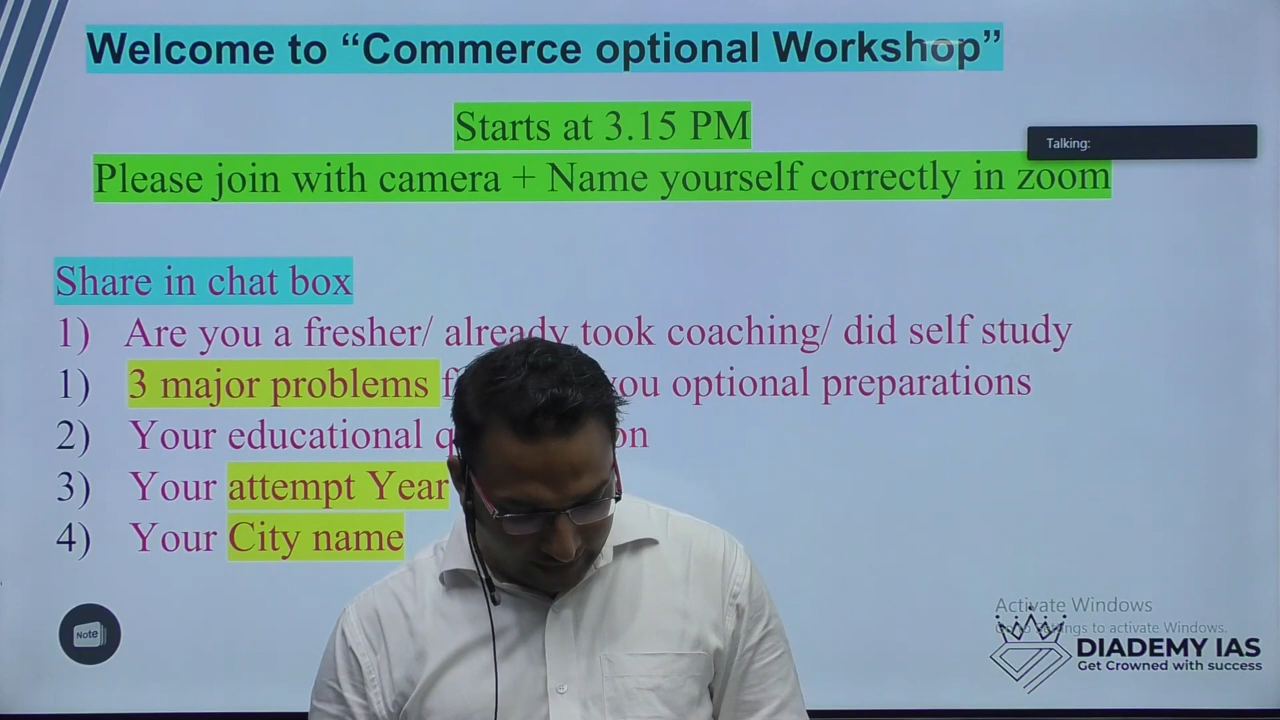 Welcome to “Commerce optional Workshop”
Starts at 3.15 PM
Talking:
Please join with camera + Name yourself correctly in zoom
Share in chat box
1) Are you a fresher/ already took coaching/ did self study
1) 3 major problems you optional preparations
2) Your educational
3) Your attempt Year
4) Your City name
Note
Activate Windows
Go to Settings to activate Windows.
DIADEMY IAS
Get Crowned with success